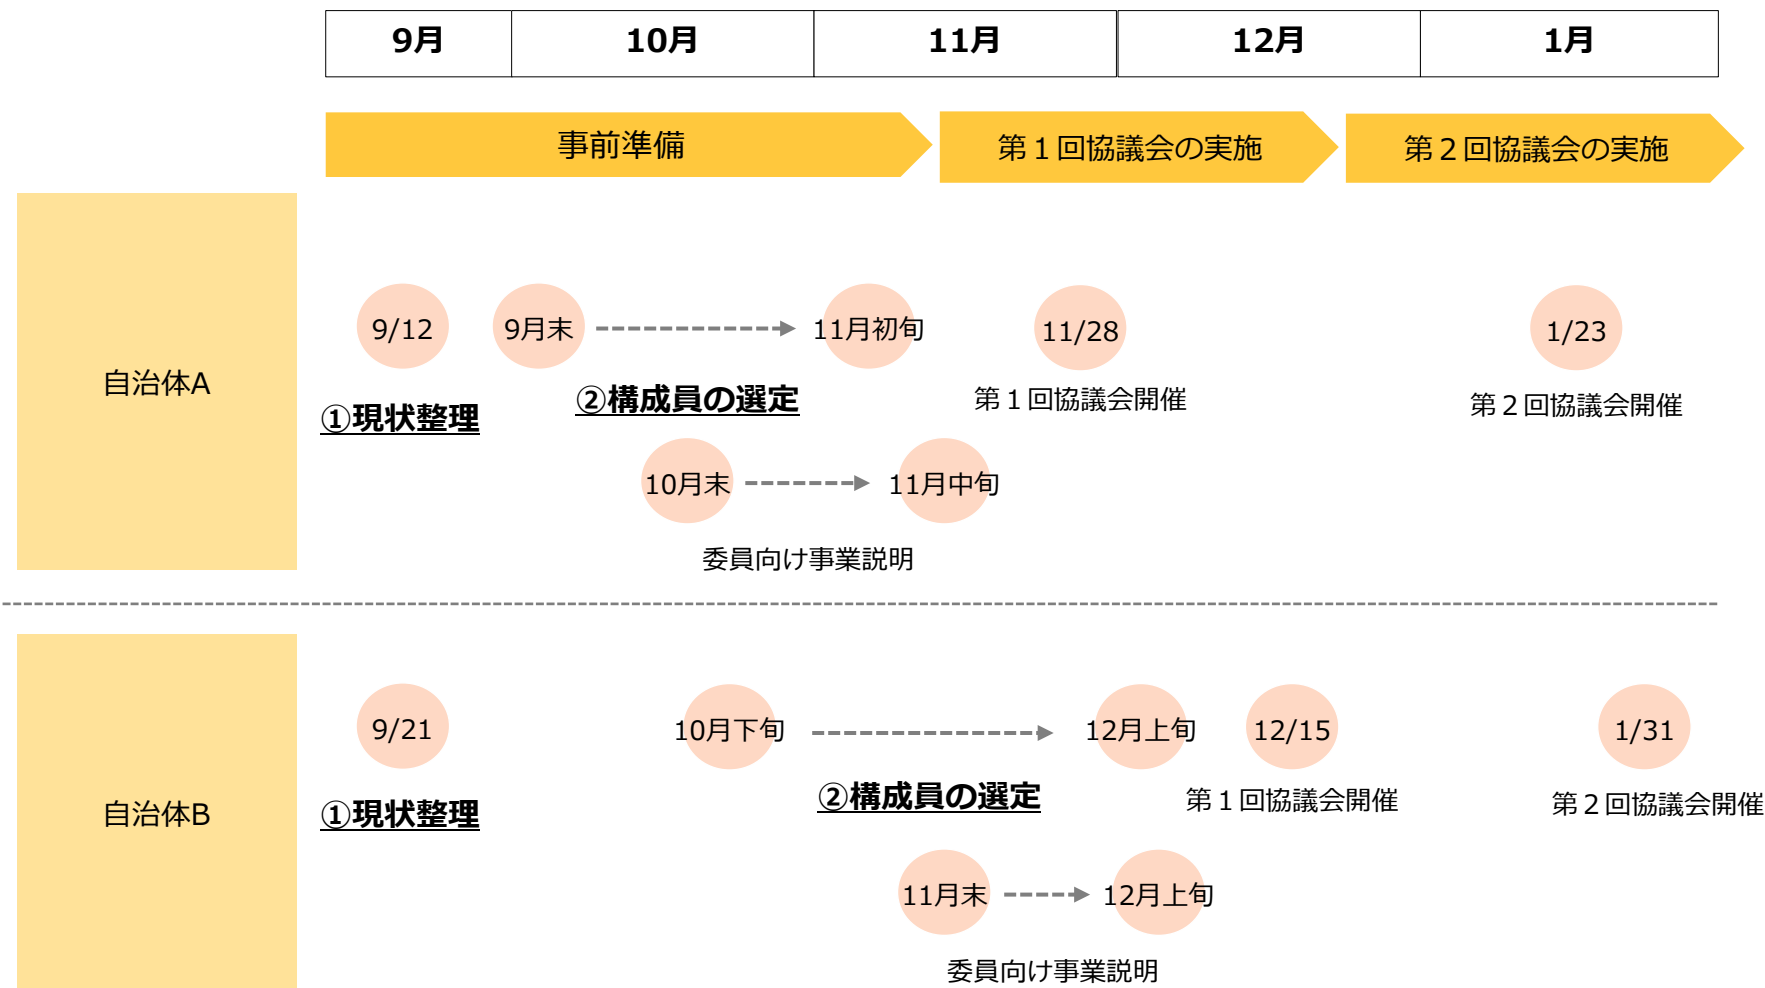 9月
10月
11月
12月
1月
事前準備
第１回協議会の実施
第２回協議会の実施
自治体A
9/12
9月末
11月初旬
11/28
1/23
①現状整理
②構成員の選定
第１回協議会開催
第２回協議会開催
10月末
11月中旬
委員向け事業説明
自治体B
9/21
10月下旬
12月上旬
12/15
1/31
①現状整理
②構成員の選定
第１回協議会開催
第２回協議会開催
11月末
12月上旬
委員向け事業説明